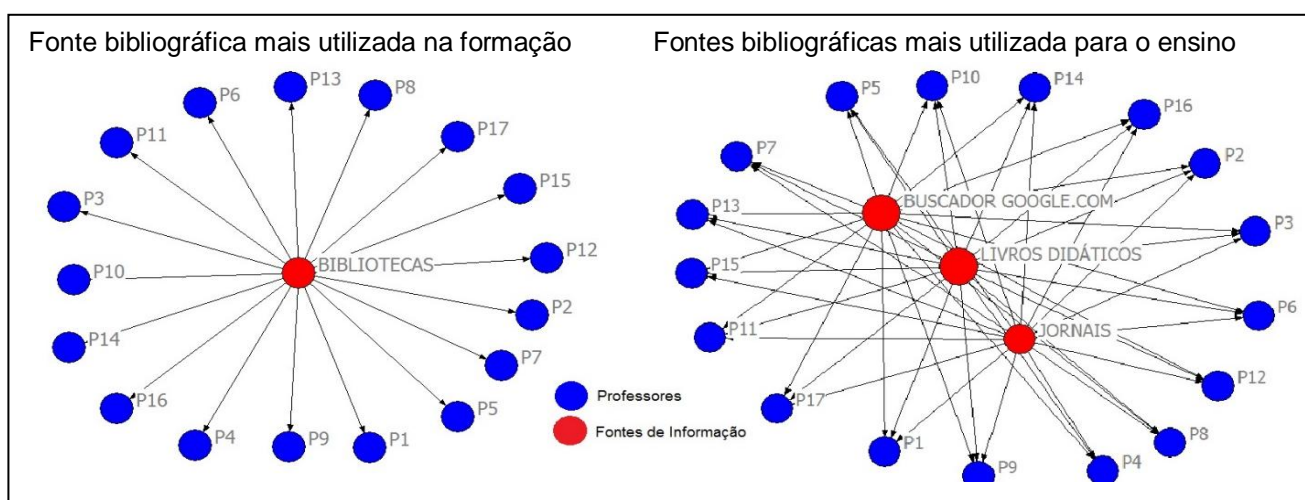 Fonte bibliográfica mais utilizada na formação
P13
P6
P8
P11
P17
P3
P15
P10
BIBLIOTECAS
P12
P14
P2
P16
P7
P4
P9
P1
P5
Professores
Fontes de Informação
Fontes bibliográficas mais utilizada para o ensino
P5
P10
P14
P16
P7
P2
P13
BUSCADOR GOOGLE.COM
P3
P15
LIVROS DIDÁTICOS
P6
P11
JORNAIS
P12
P17
P8
P1
P9
P4